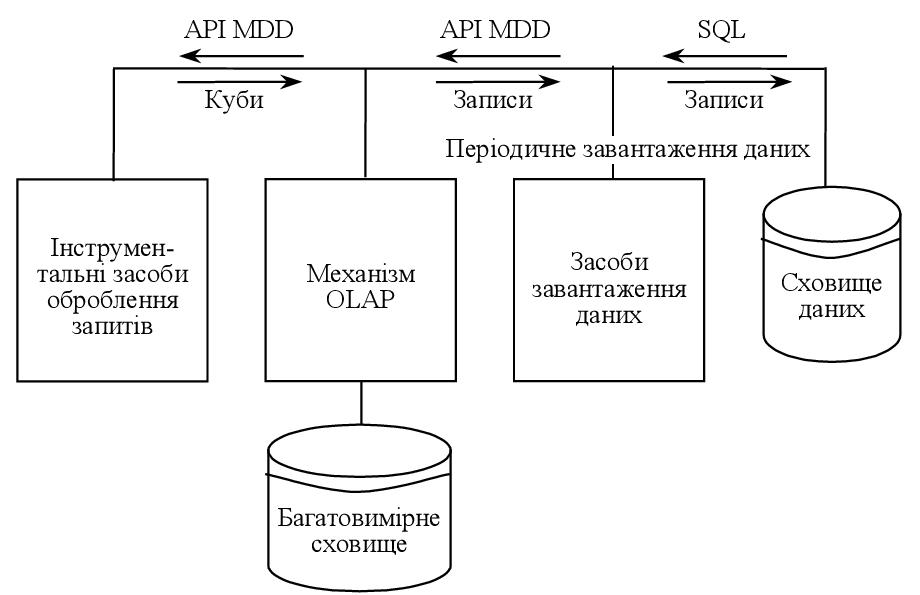 API MDD
API MDD
SQL
Куби
Записи
Записи
Періодичне завантаження даних
Інструмен-
тальні засоби
оброблення
запитів
Механізм
OLAP
Засоби
завантаження
даних
Сховище
даних
Багатовимірне
сховище